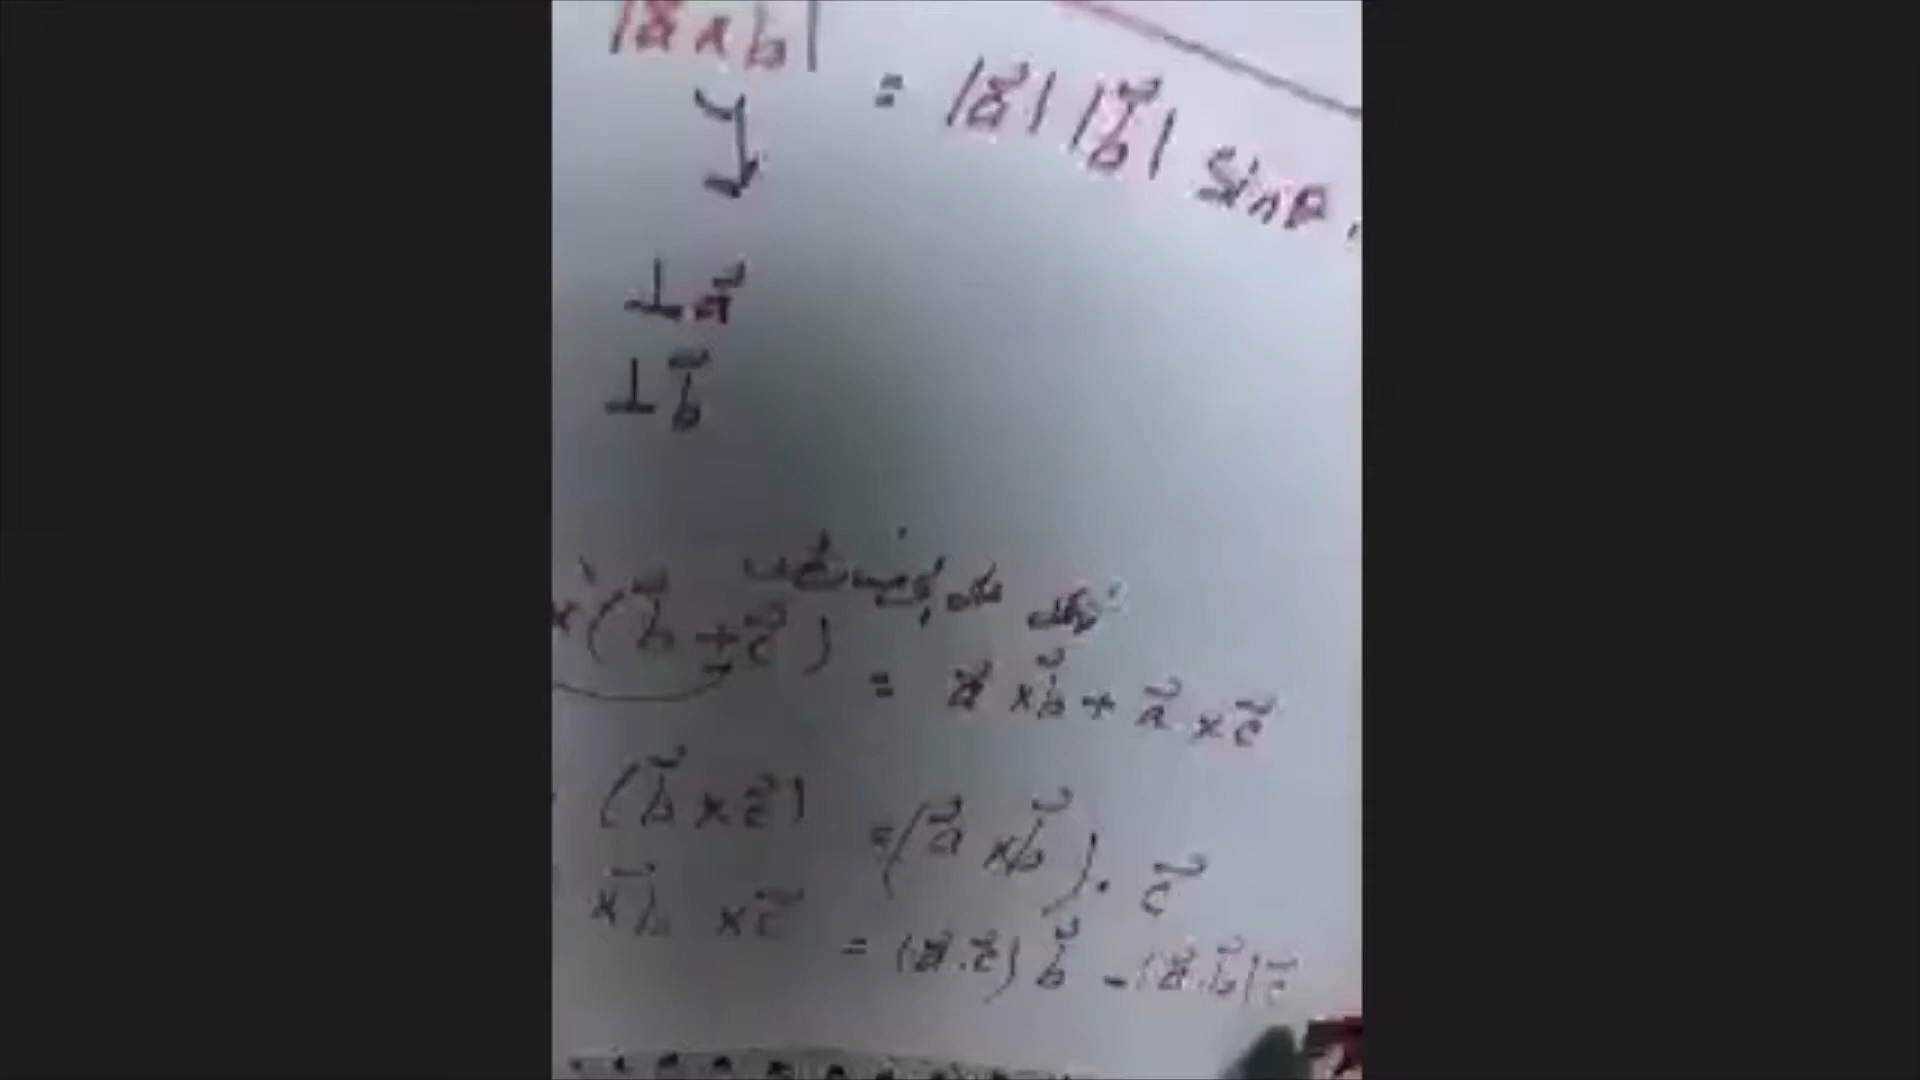 |a⃗ × b⃗| = |a⃗| |b⃗| sin θ
⊥ a⃗
⊥ b⃗
× (b⃗ + c⃗) = a⃗ × b⃗ + a⃗ × c⃗
(b⃗ × c⃗) = (a⃗ × b⃗) · c⃗
× b⃗ × c⃗ = (a⃗ · c⃗) b⃗ - (a⃗ · b⃗) c⃗